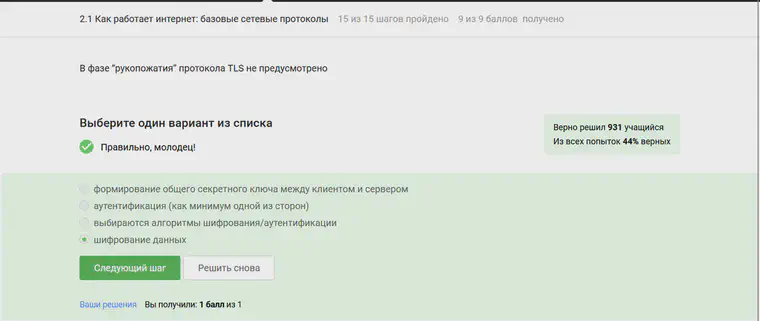 2.1 Как работает интернет: базовые сетевые протоколы 15 из 15 шагов пройдено 9 из 9 баллов получено
В фазе “рукопожатия” протокола TLS не предусмотрено
Выберите один вариант из списка
Правильно, молодец!
Верно решил 931 учащийся
Из всех попыток 44% верных
формирование общего секретного ключа между клиентом и сервером
аутентификация (как минимум одной из сторон)
выбираются алгоритмы шифрования/аутентификации
шифрование данных
Следующий шаг Решить снова
Ваши решения Вы получили: 1 балл из 1